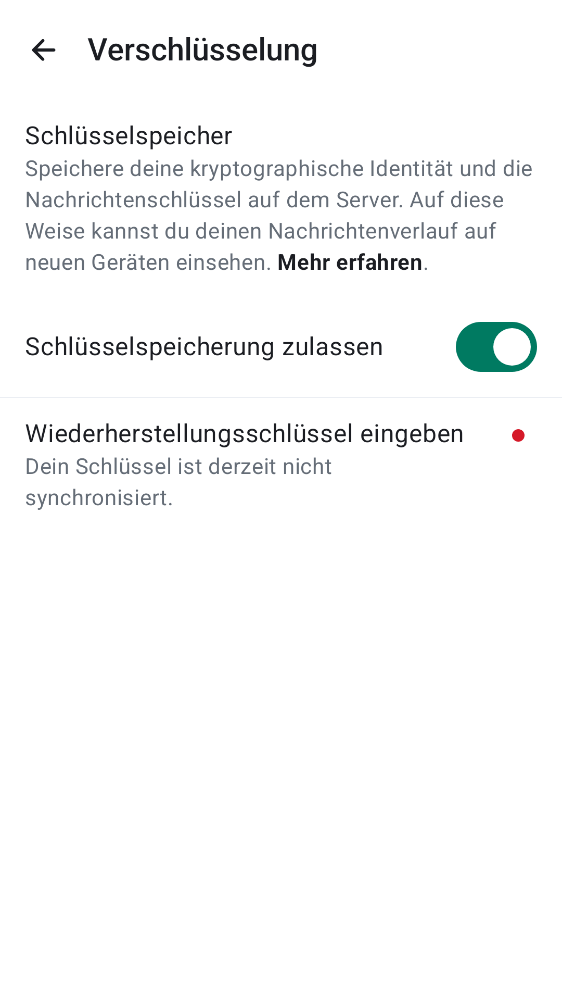 Verschlüsselung
Schlüsselspeicher
Speichere deine kryptographische Identität und die
Nachrichtenschlüssel auf dem Server. Auf diese
Weise kannst du deinen Nachrichtenverlauf auf
neuen Geräten einsehen. Mehr erfahren.
Schlüsselspeicherung zulassen
Wiederherstellungsschlüssel eingeben
Dein Schlüssel ist derzeit nicht
synchronisiert.